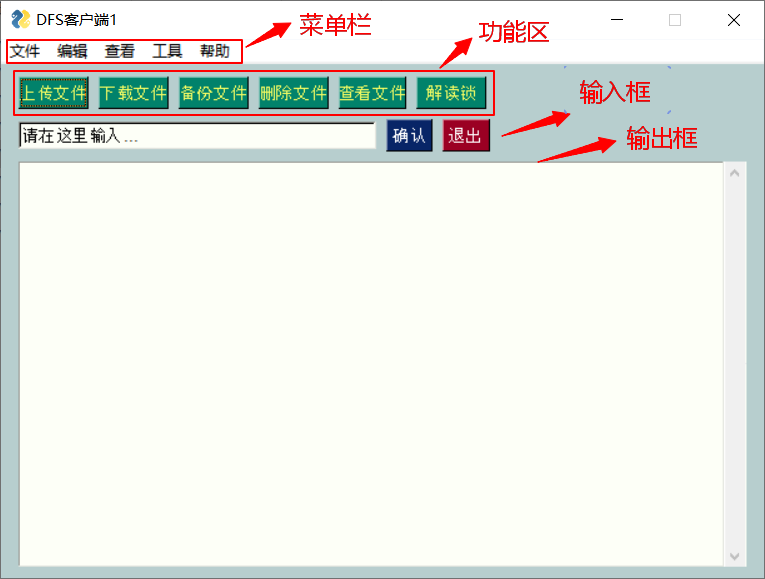 DFS客户端1
文件 编辑 查看 工具 帮助
菜单栏
功能区
上传文件 下载文件 备份文件 删除文件 查看文件 解读锁
输入框
请在这里输入...
确认 退出
输出框